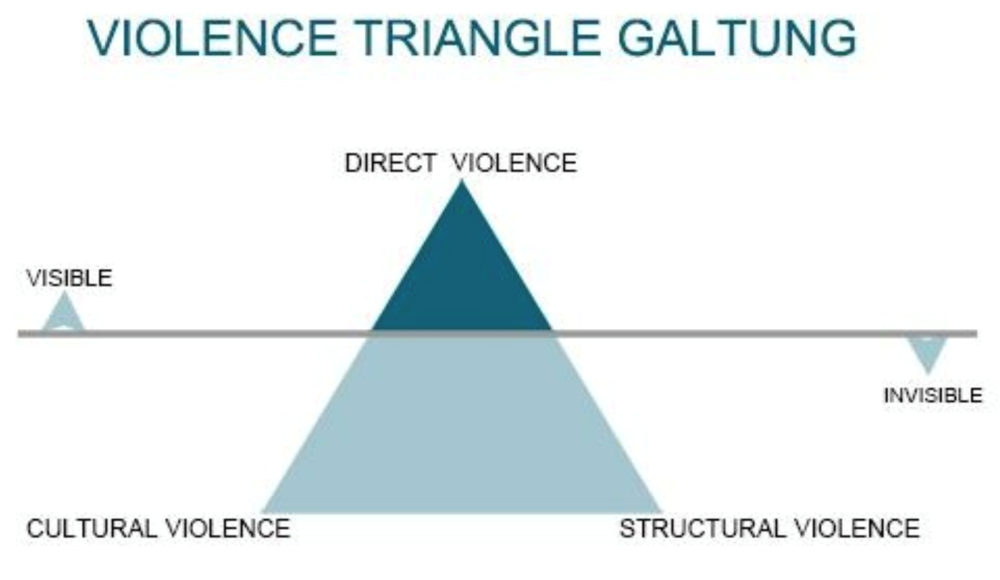 VIOLENCE TRIANGLE GALTUNG
DIRECT VIOLENCE
VISIBLE
INVISIBLE
CULTURAL VIOLENCE
STRUCTURAL VIOLENCE